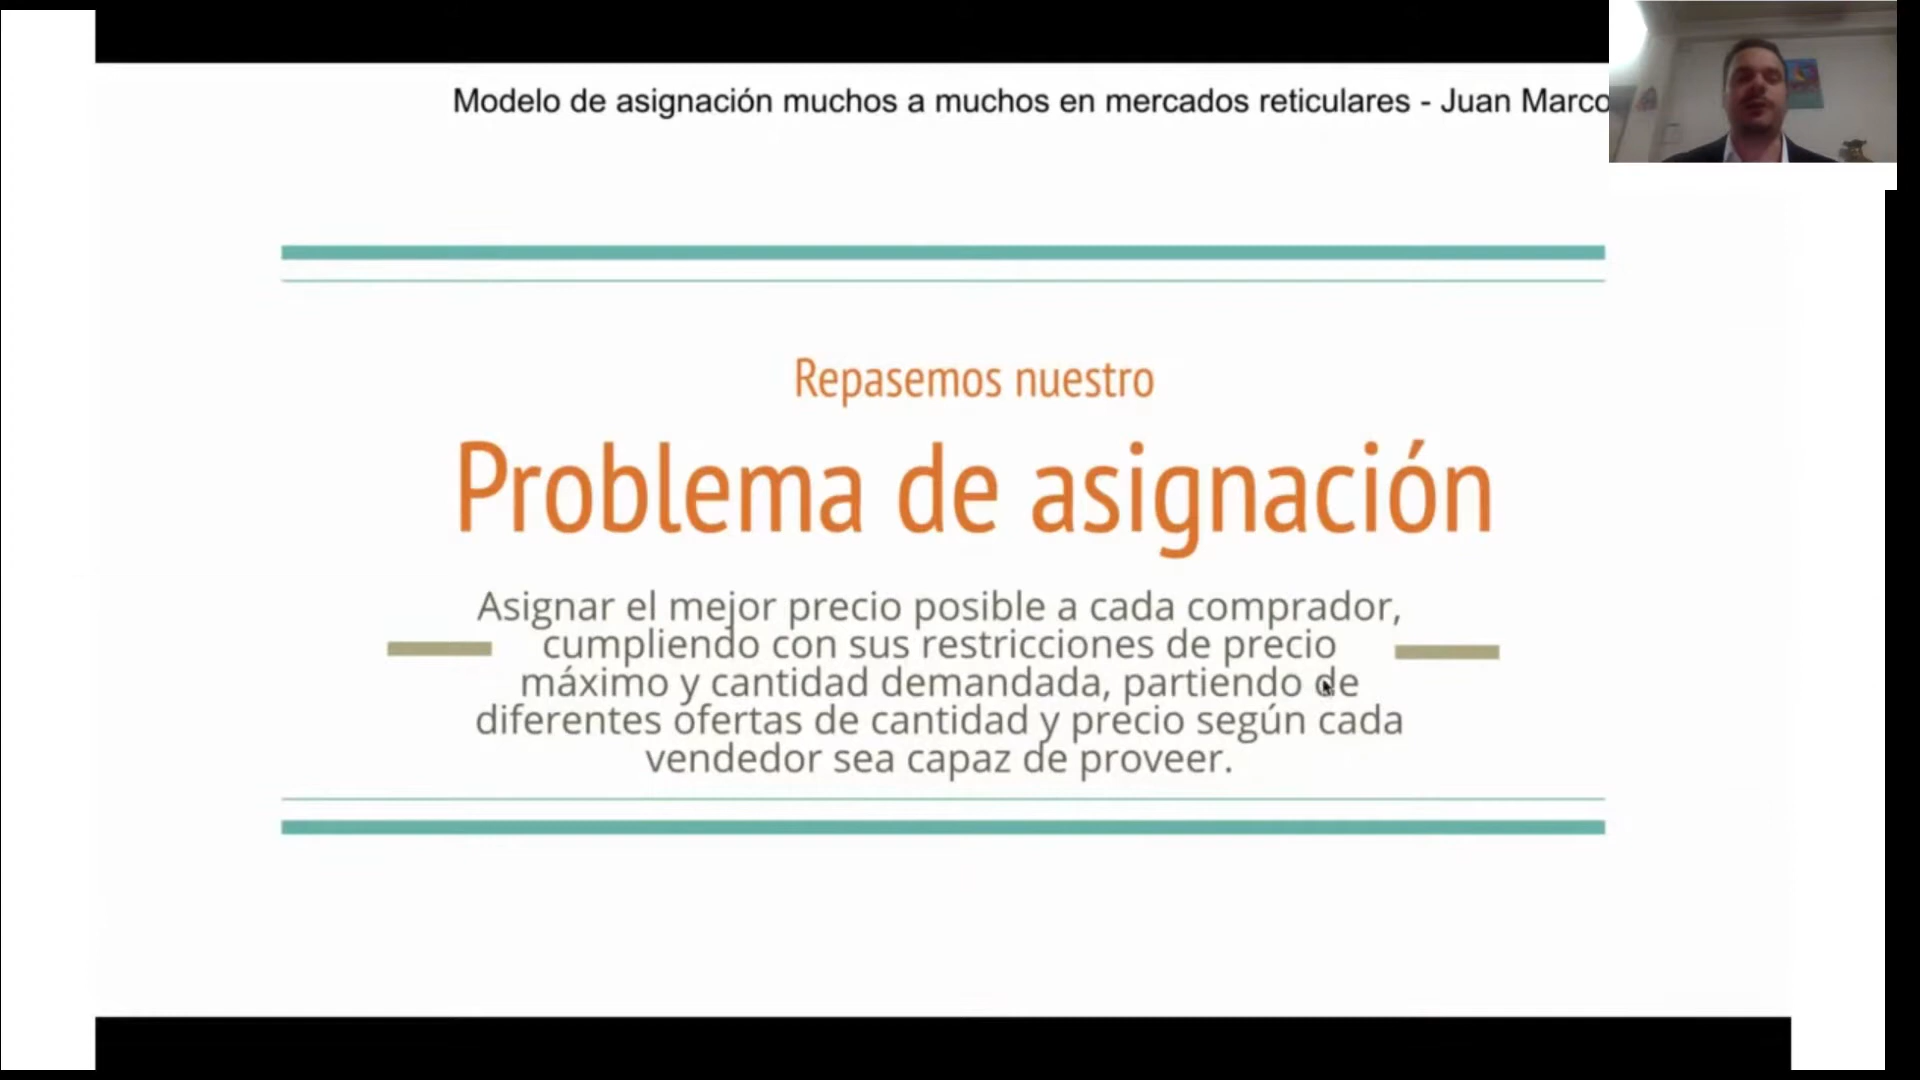 Modelo de asignación muchos a muchos en mercados reticulares - Juan Marco
Repasemos nuestro
Problema de asignación
Asignar el mejor precio posible a cada comprador,
cumpliendo con sus restricciones de precio
máximo y cantidad demandada, partiendo de
diferentes ofertas de cantidad y precio según cada
vendedor sea capaz de proveer.